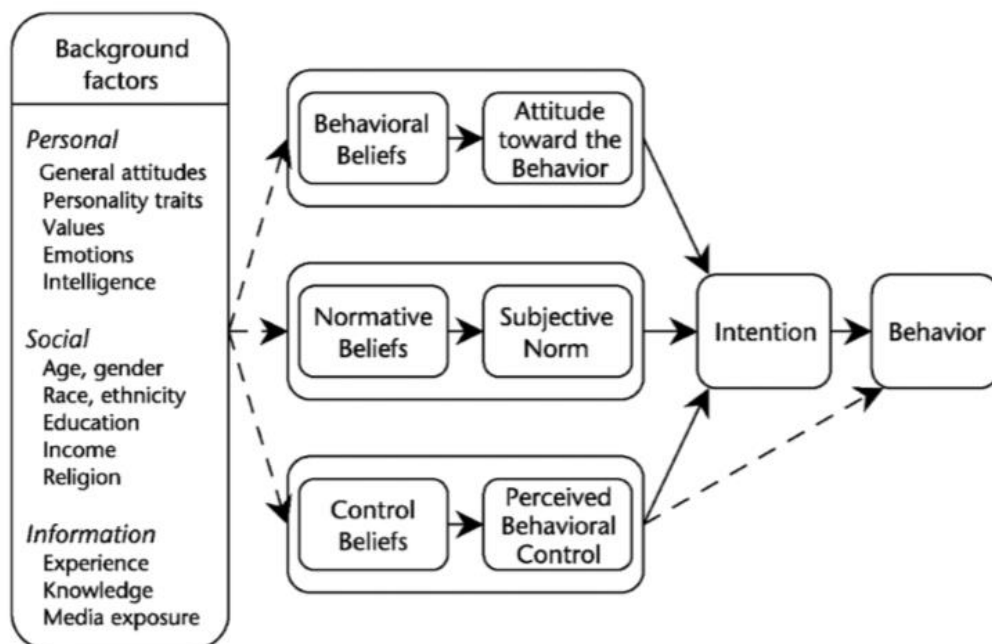 Background
factors
Personal
General attitudes
Personality traits
Values
Emotions
Intelligence
Social
Age, gender
Race, ethnicity
Education
Income
Religion
Information
Experience
Knowledge
Media exposure
Behavioral
Beliefs
Attitude
toward the
Behavior
Normative
Beliefs
Subjective
Norm
Control
Beliefs
Perceived
Behavioral
Control
Intention
Behavior